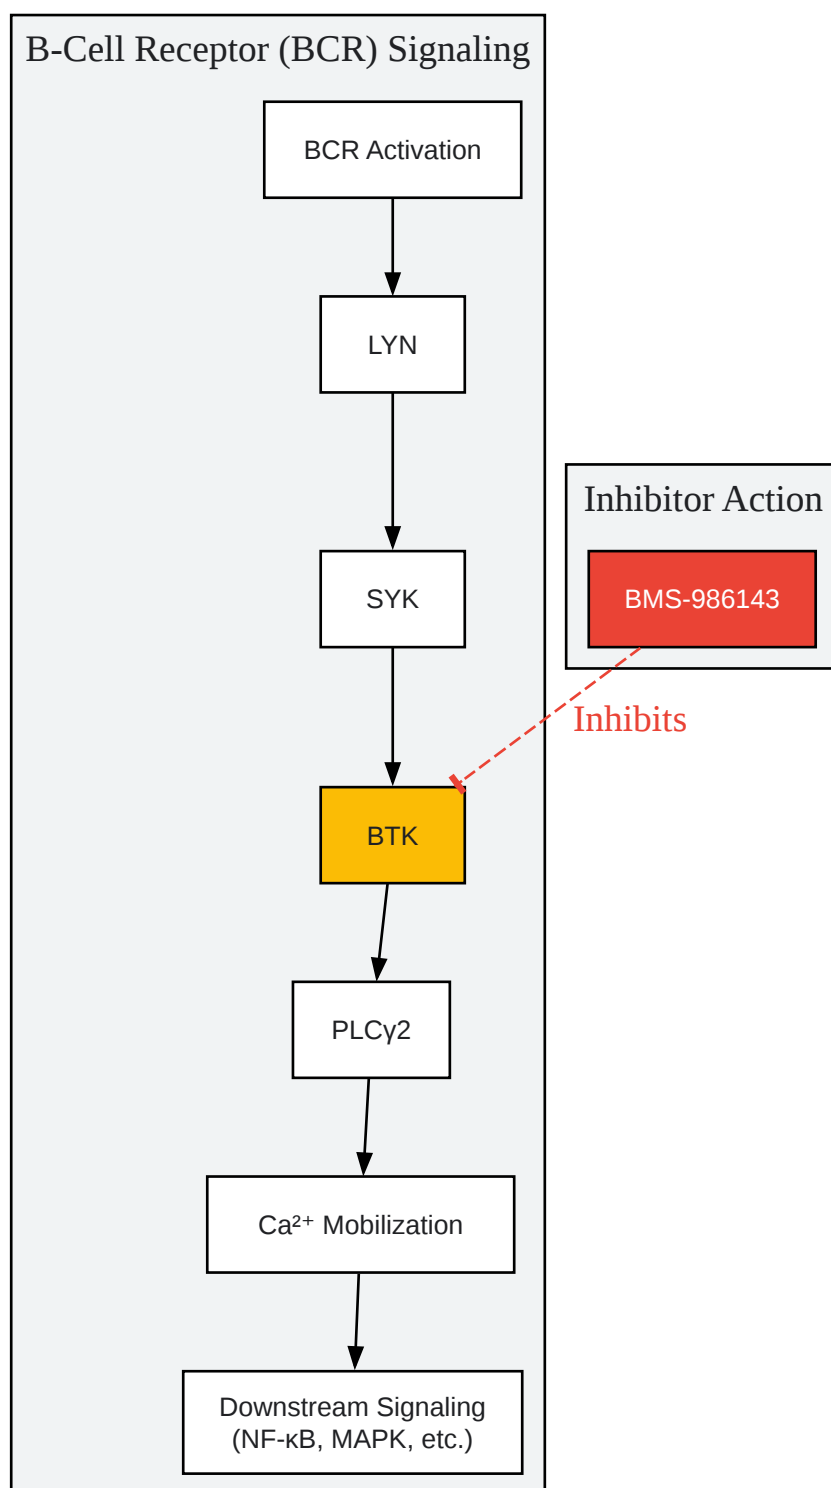 B-Cell Receptor (BCR) Signaling
BCR Activation
LYN
Inhibitor Action
SYK
BMS-986143
Inhibits
BTK
PLCγ2
Ca²⁺ Mobilization
Downstream Signaling
(NF-κB, MAPK, etc.)